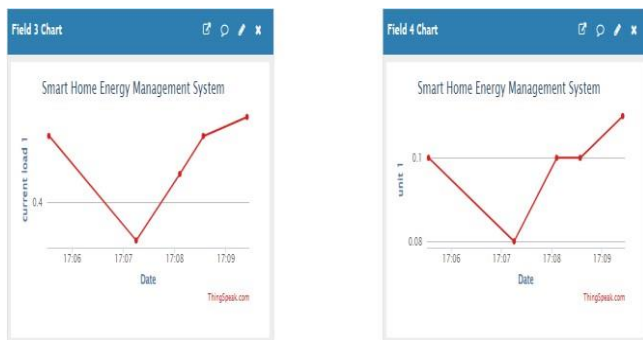 Field 3 Chart
Smart Home Energy Management System
current load 1
0.4
17:06 17:07 17:08 17:09
Date
ThingSpeak.com
Field 4 Chart
Smart Home Energy Management System
unit 1
0.1
0.08
17:06 17:07 17:08 17:09
Date
ThingSpeak.com